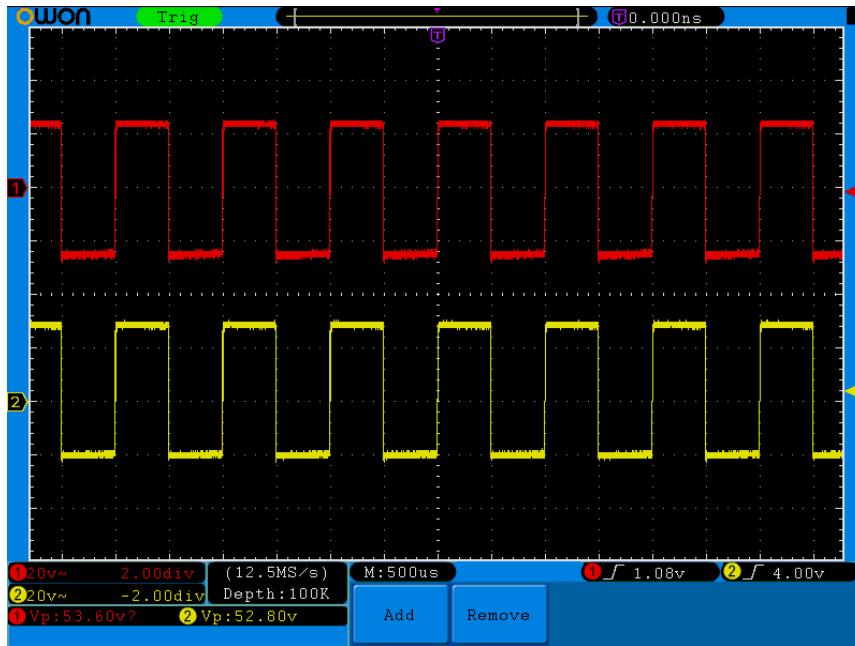 OWON Trig T T 0.000ns
T
1
2
1 20v~ 2.00div (12.5MS/s) M:500us 1 1.08v 2 4.00v
2 20v~ -2.00div Depth:100K
1 Vp:53.60v? 2 Vp:52.80v Add Remove